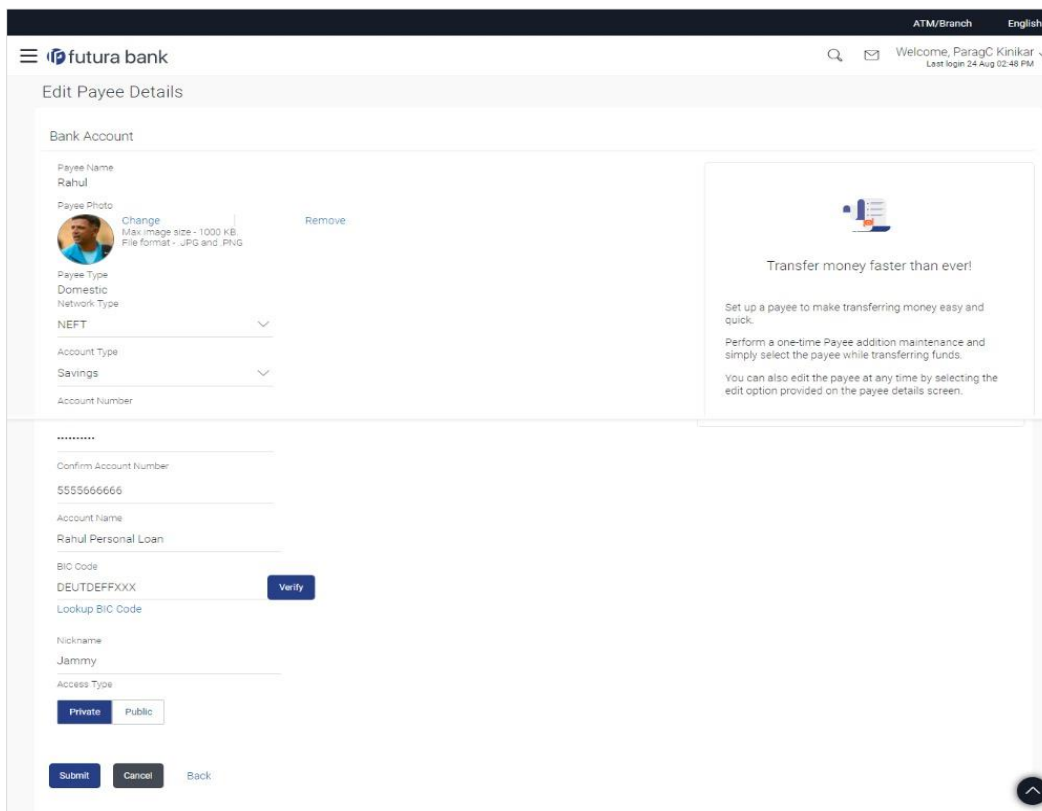 ATM/Branch English
futura bank
Welcome, ParagC Kinikar
Last login 24 Aug 02:48 PM
Edit Payee Details
Bank Account
Payee Name
Rahul
Payee Photo
Change Remove
Max image size - 1000 KB.
File format - .JPG and .PNG
Payee Type
Domestic
Network Type
NEFT
Account Type
Savings
Account Number
••••••••••
Confirm Account Number
5555666666
Account Name
Rahul Personal Loan
BIC Code
DEUTDEFFXXX Verify
Lookup BIC Code
Nickname
Jammy
Access Type
Private Public
Submit Cancel Back
Transfer money faster than ever!
Set up a payee to make transferring money easy and
quick.
Perform a one-time Payee addition maintenance and
simply select the payee while transferring funds.
You can also edit the payee at any time by selecting the
edit option provided on the payee details screen.